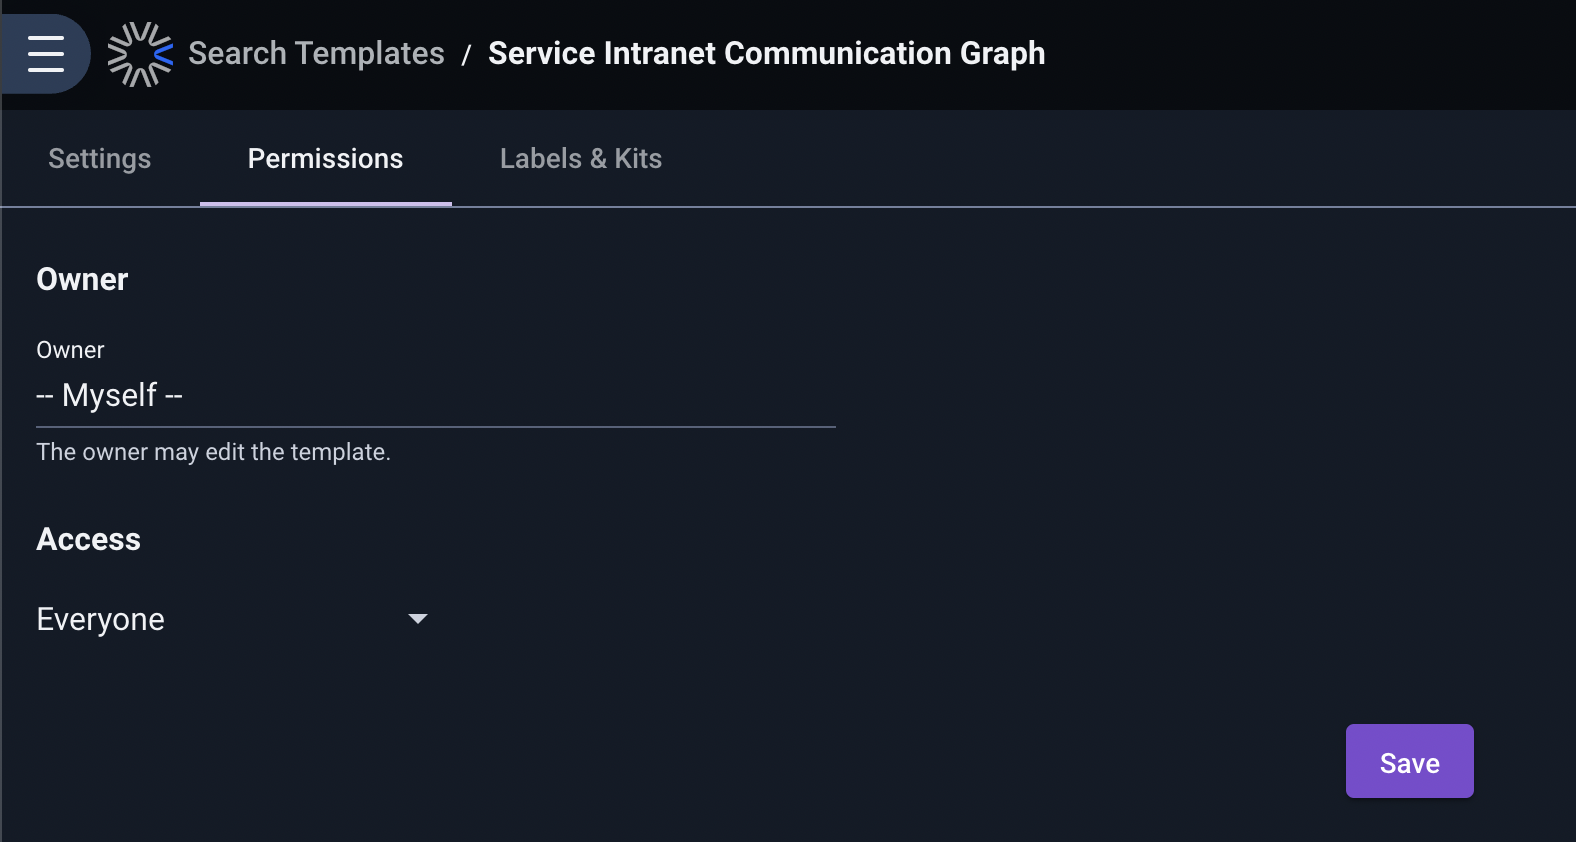 Search Templates / Service Intranet Communication Graph
Settings Permissions Labels & Kits
Owner
Owner
-- Myself --
The owner may edit the template.
Access
Everyone
Save